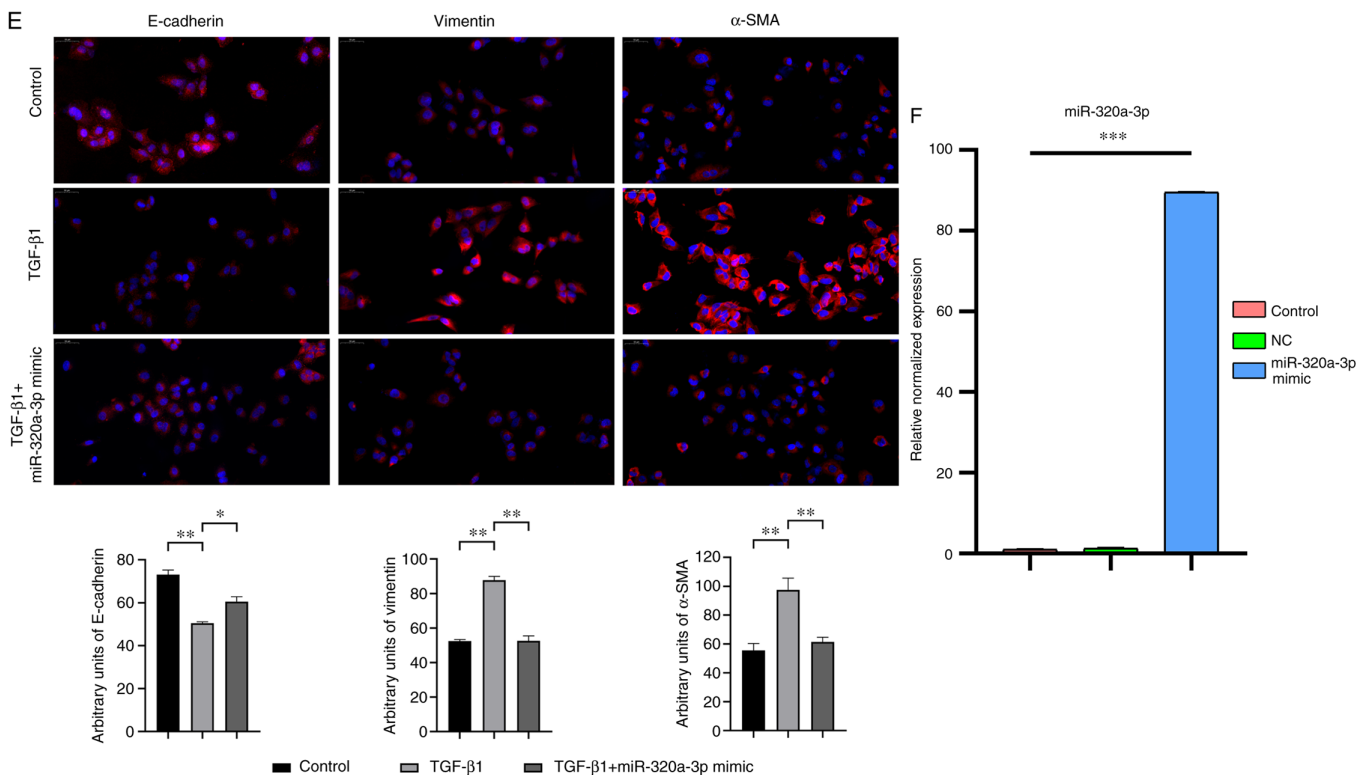 E
E-cadherin
Vimentin
α-SMA
Control
TGF-β1
TGF-β1+
miR-320a-3p mimic
**
*
Arbitrary units of E-cadherin
80
60
40
20
0
**
**
Arbitrary units of vimentin
100
80
60
40
20
0
**
**
Arbitrary units of α-SMA
120
100
80
60
40
20
0
Control
TGF-β1
TGF-β1+miR-320a-3p mimic
F
miR-320a-3p
***
Relative normalized expression
100
80
60
40
20
0
Control
NC
miR-320a-3p
mimic